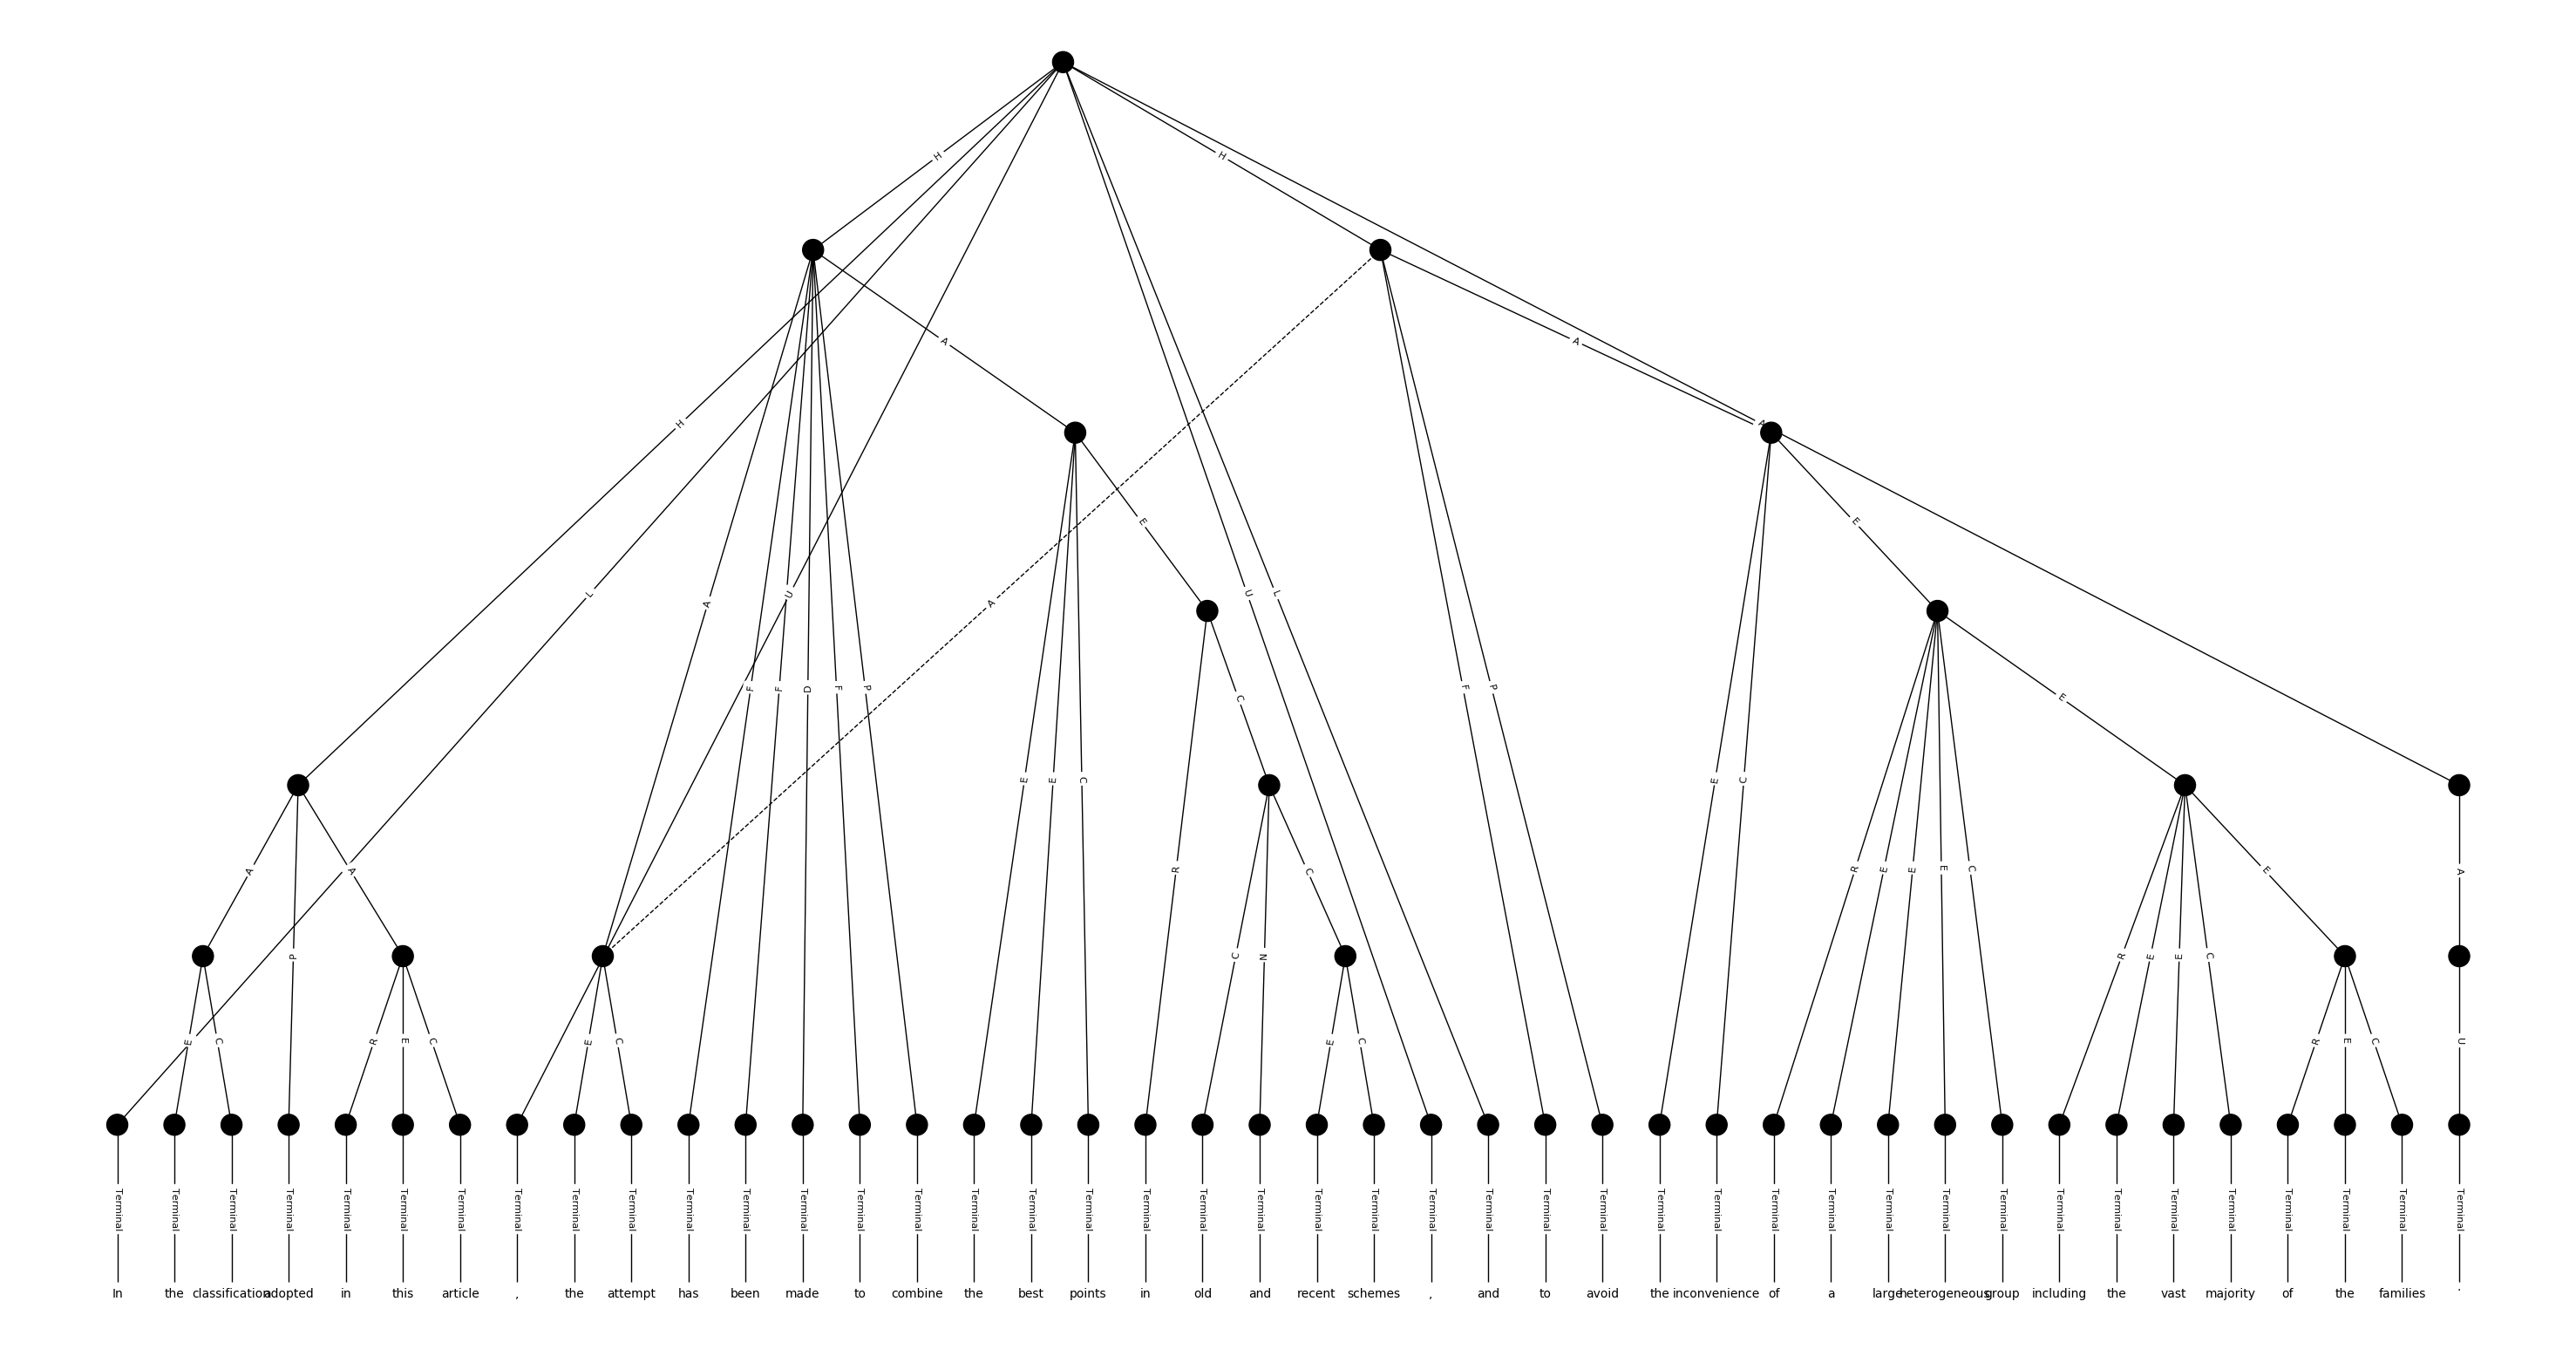 H H
A A
H A
E E
L A U A U L
F F D F P F P
E C
E E C E C
R R E E E C
A A A
P C N C R E E C E
E C R E C E C E C R E C U
Terminal Terminal Terminal Terminal Terminal Terminal Terminal Terminal Terminal Terminal Terminal Terminal Terminal Terminal Terminal Terminal Terminal Terminal Terminal Terminal Terminal Terminal Terminal Terminal Terminal Terminal Terminal Terminal Terminal Terminal Terminal Terminal Terminal Terminal Terminal Terminal Terminal Terminal Terminal Terminal Terminal Terminal
In the classification adopted in this article , the attempt has been made to combine the best points in old and recent schemes , and to avoid the inconvenience of a large heterogeneous group including the vast majority of the families .